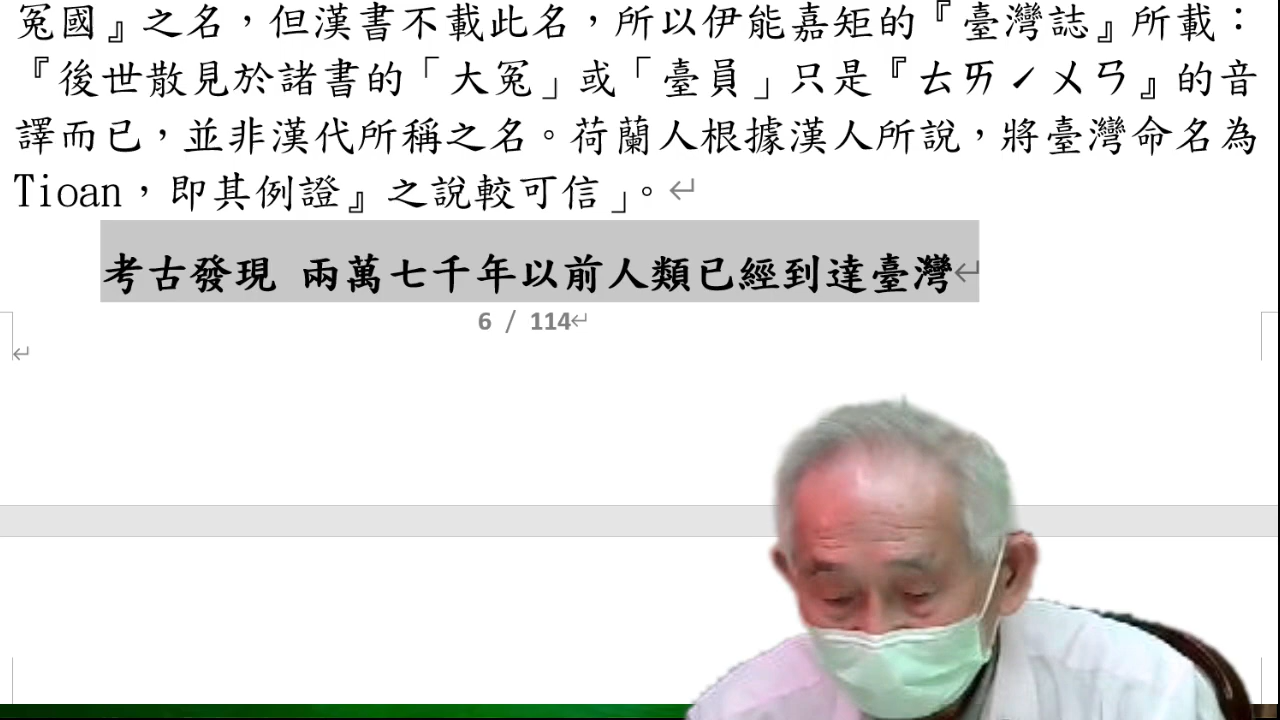 冤國』之名，但漢書不載此名，所以伊能嘉矩的『臺灣誌』所載：
『後世散見於諸書的「大冤」或「臺員」只是『ㄊㄞˊㄨㄢ』的音
譯而已，並非漢代所稱之名。荷蘭人根據漢人所說，將臺灣命名為
Tioan，即其例證』之說較可信」。
考古發現 兩萬七千年以前人類已經到達臺灣
6 / 114